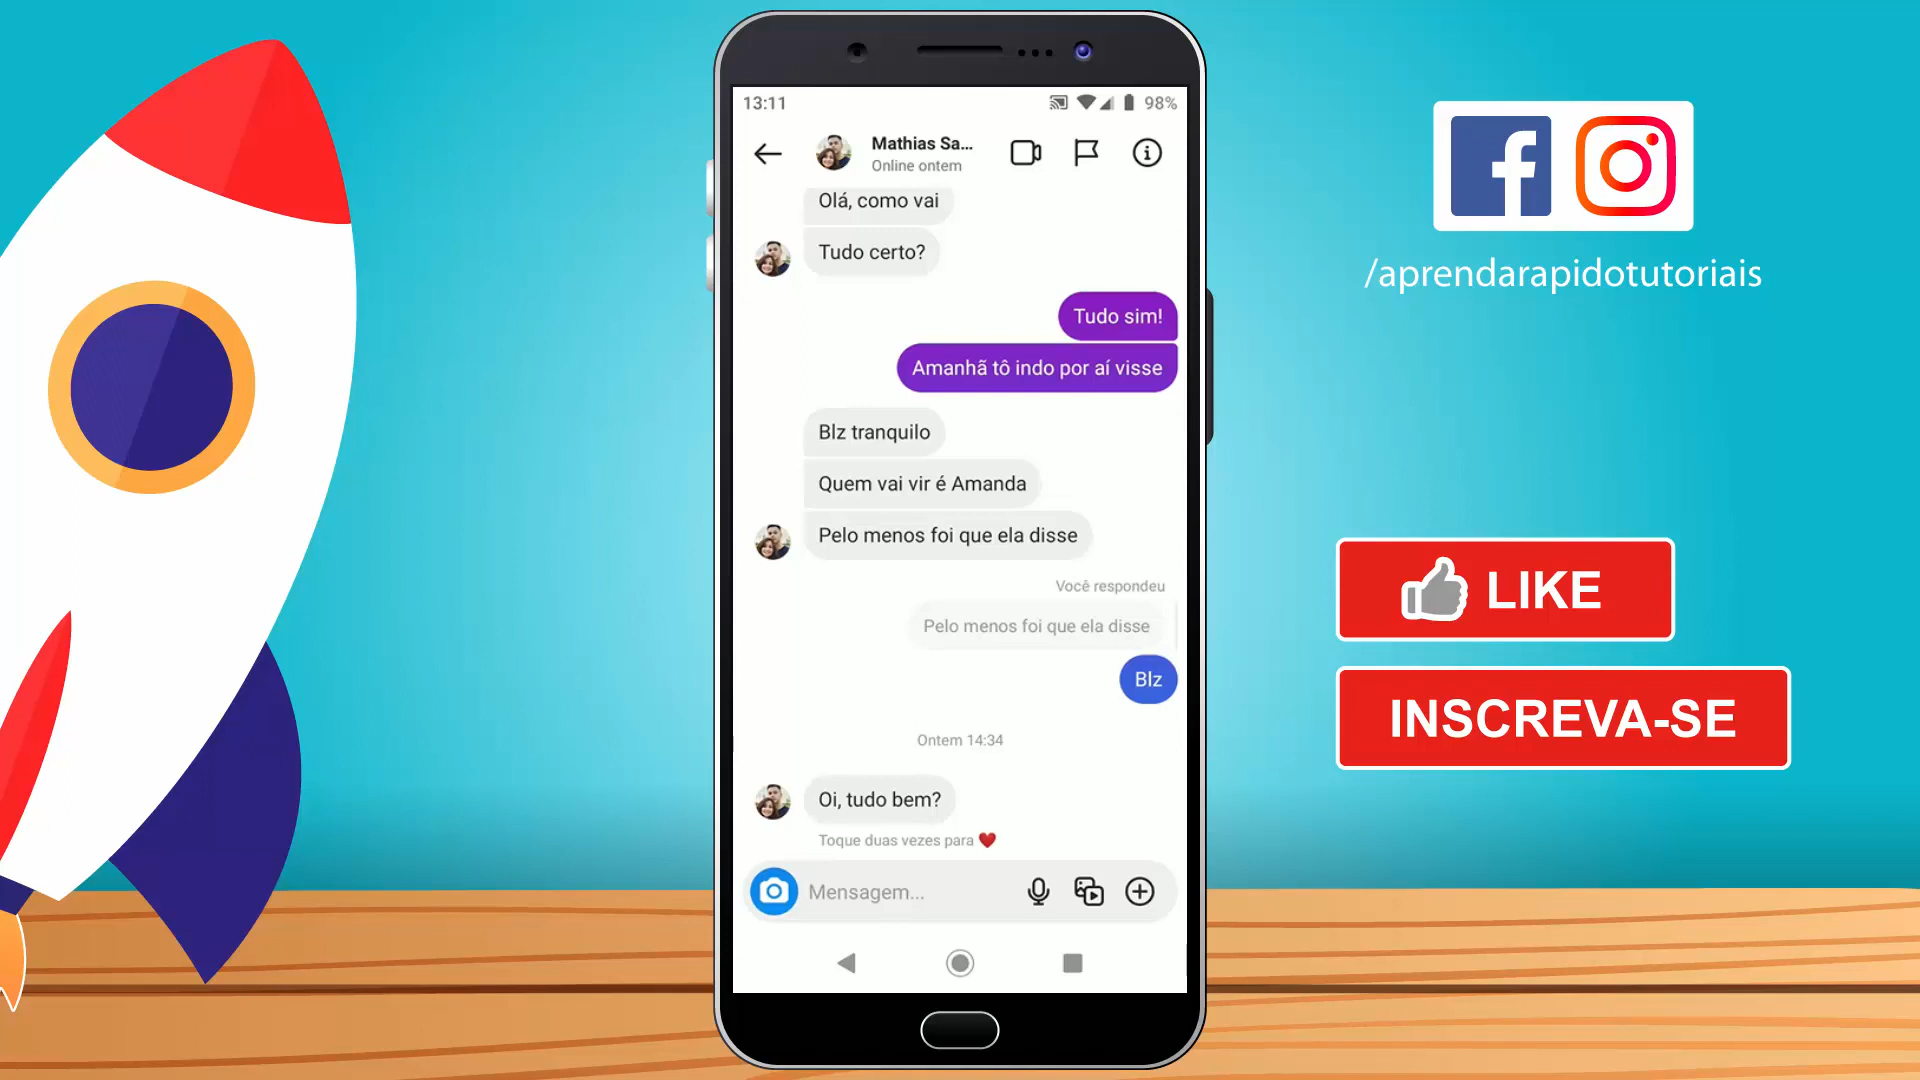 13:11
98%
Mathias Sa...
Online ontem
Olá, como vai
Tudo certo?
Tudo sim!
Amanhã tô indo por aí visse
Blz tranquilo
Quem vai vir é Amanda
Pelo menos foi que ela disse
Você respondeu
Pelo menos foi que ela disse
Blz
Ontem 14:34
Oi, tudo bem?
Toque duas vezes para ❤️
Mensagem...
/aprendarapidotutoriais
LIKE
INSCREVA-SE